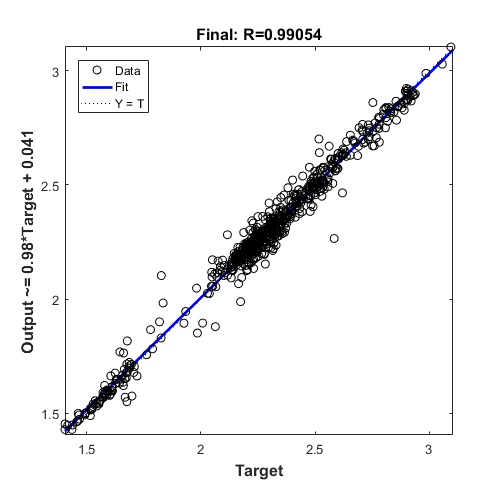 Final: R=0.99054
Data
Fit
Y = T
Output ~= 0.98*Target + 0.041
3
2.5
2
1.5
1.5
2
2.5
3
Target